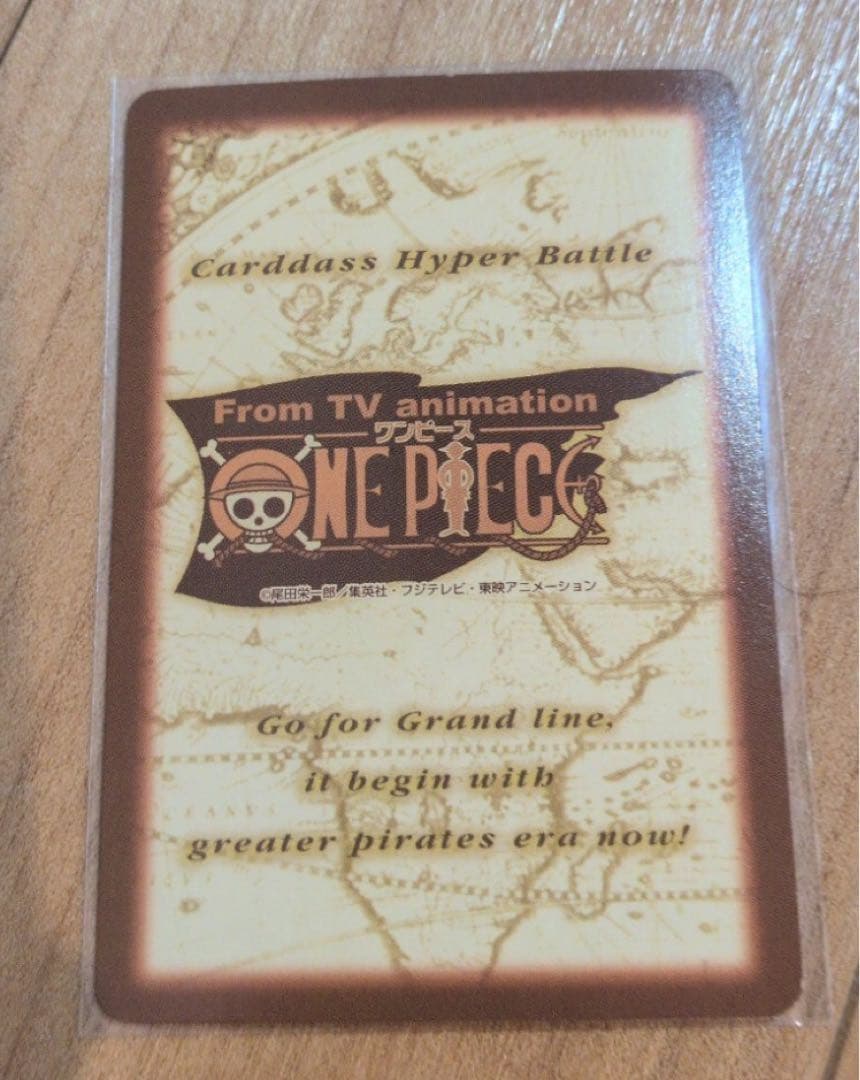 Septentrio
Carddass Hyper Battle
From TV animation
ワンピース
ONE PIECE
©尾田栄一郎/集英社・フジテレビ・東映アニメーション
Go for Grand line,
it begin with
greater pirates era now!